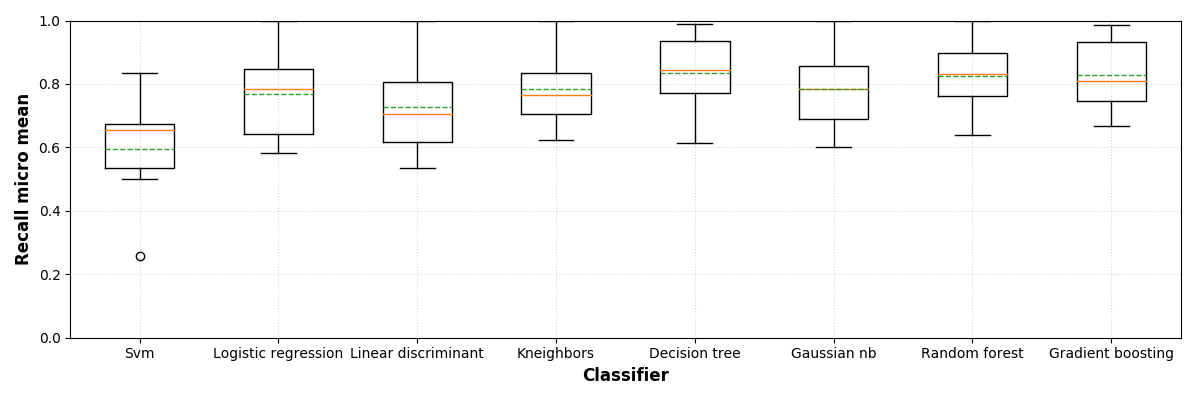 Recall micro mean
1.0
0.8
0.6
0.4
0.2
0.0
Svm Logistic regression Linear discriminant Kneighbors Decision tree Gaussian nb Random forest Gradient boosting
Classifier